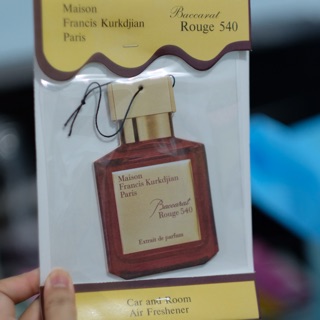 Maison
Francis Kurkdjian
Paris
Baccarat
Rouge 540
Maison
Francis Kurkdjian
Paris
Baccarat
Rouge 540
Extrait de parfum
Car and Room
Air Freshener